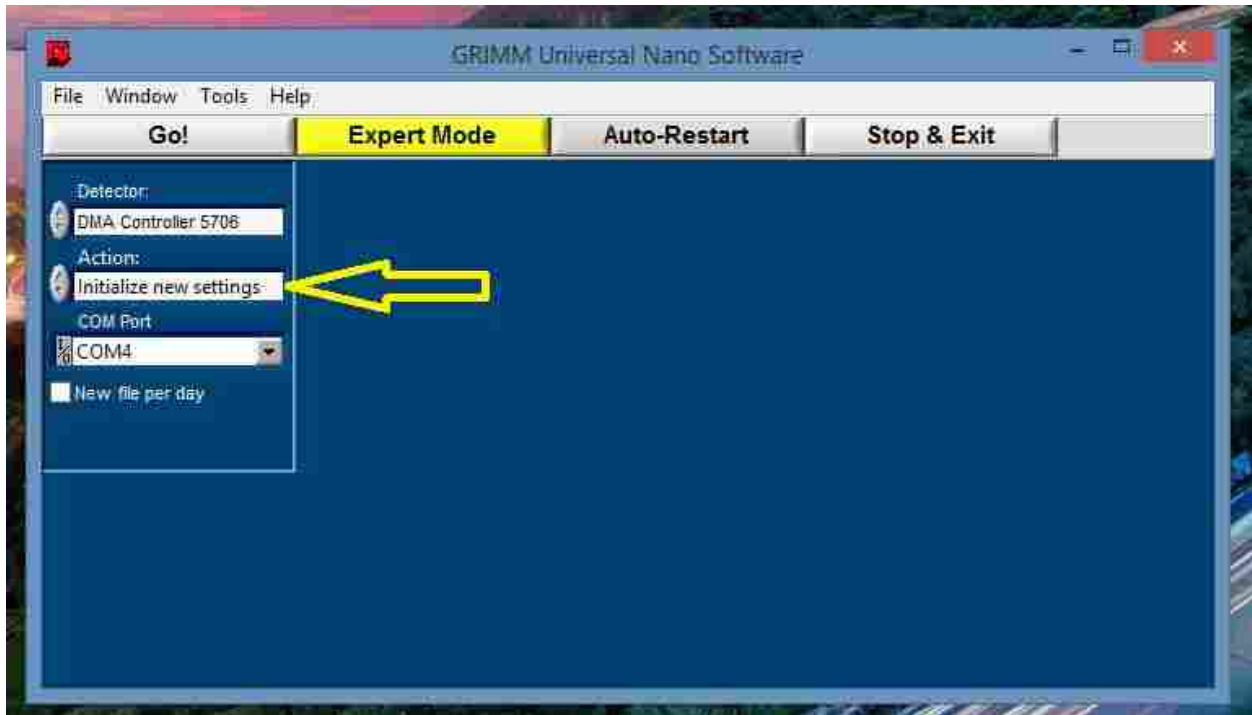 GRIMM Universal Nano Software
File Window Tools Help
Go! Expert Mode Auto-Restart Stop & Exit
Detector:
DMA Controller 5706
Action:
Initialize new settings
COM Port
COM4
New file per day